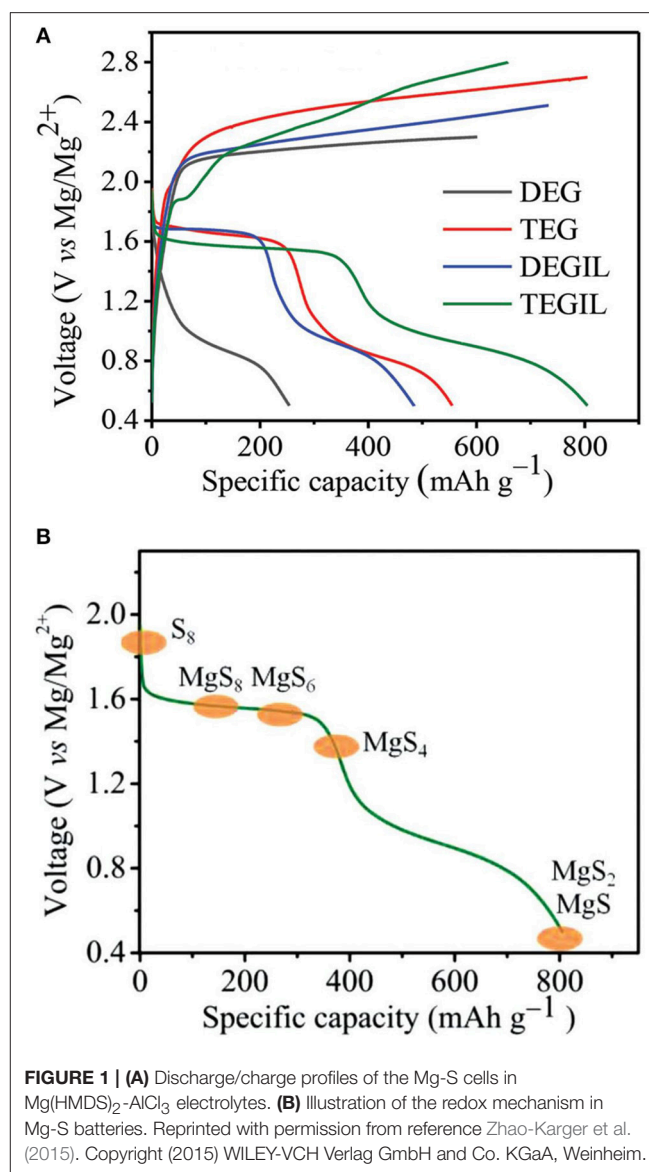 A
2.8
2.4
2.0
1.6
1.2
0.8
0.4
Voltage (V vs Mg/Mg²⁺)
DEG
TEG
DEGIL
TEGIL
0 200 400 600 800
Specific capacity (mAh g⁻¹)
B
2.0
1.6
1.2
0.8
0.4
Voltage (V vs Mg/Mg²⁺)
S₈
MgS₈ MgS₆
MgS₄
MgS₂
MgS
0 200 400 600 800
Specific capacity (mAh g⁻¹)
FIGURE 1 | (A) Discharge/charge profiles of the Mg-S cells in
Mg(HMDS)₂-AlCl₃ electrolytes. (B) Illustration of the redox mechanism in
Mg-S batteries. Reprinted with permission from reference Zhao-Karger et al.
(2015). Copyright (2015) WILEY-VCH Verlag GmbH and Co. KGaA, Weinheim.